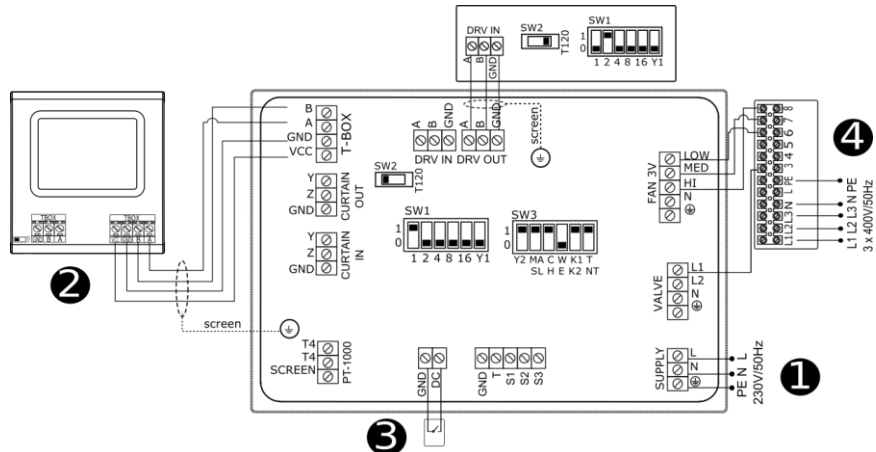 DRV IN
A
B
GND
SW2
T120
SW1
1
0
1 2 4 8 16 Y1
B
A
GND
VCC
T-BOX
A
B
GND
DRV IN
A
B
GND
DRV OUT
screen
SW2
T120
Y
Z
GND
CURTAIN
OUT
Y
Z
GND
CURTAIN
IN
SW1
1
0
1 2 4 8 16 Y1
SW3
1
0
Y2 MA C W K1 T
SL H E K2 NT
LOW
MED
HI
N
FAN 3V
L1
L2
N
VALVE
L
N
SUPPLY
L
N
PE
230V/50Hz
1
8
7
6
5
4
3
PE
L
N
L3
L2
L1
PE
N
L3
L2
L1
3 x 400V/50Hz
4
TBOX
GND B A
TBOX
VCC GND B A
2
screen
T4
T4
SCREEN
PT-1000
GND
DC
GND
T
S1
S2
S3
3